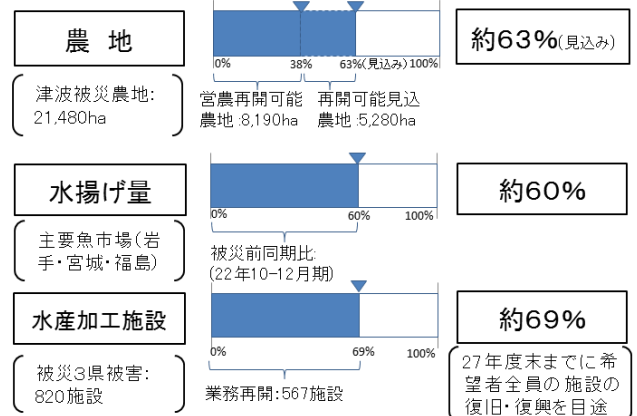 農 地
0% 38% 63%(見込み) 100%
約63%(見込み)
津波被災農地:
21,480ha
営農再開可能
農地:8,190ha
再開可能見込
農地:5,280ha
水揚げ量
0% 60% 100%
約60%
主要魚市場(岩
手・宮城・福島)
被災前同期比:
(22年10-12月期)
水産加工施設
0% 69% 100%
約69%
被災3県被害:
820施設
業務再開:567施設
27年度末までに希
望者全員の施設の
復旧・復興を目途